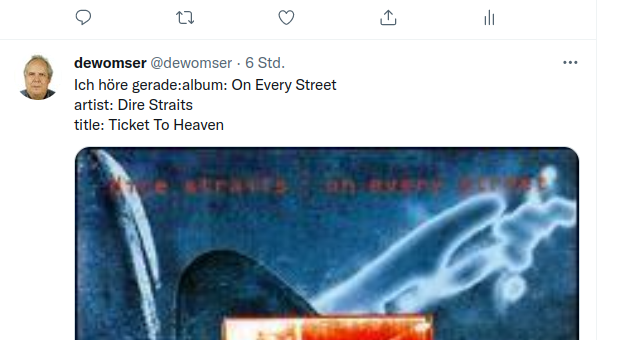 dewomser @dewomser · 6 Std.
Ich höre gerade:album: On Every Street
artist: Dire Straits
title: Ticket To Heaven
dire straits : on every street